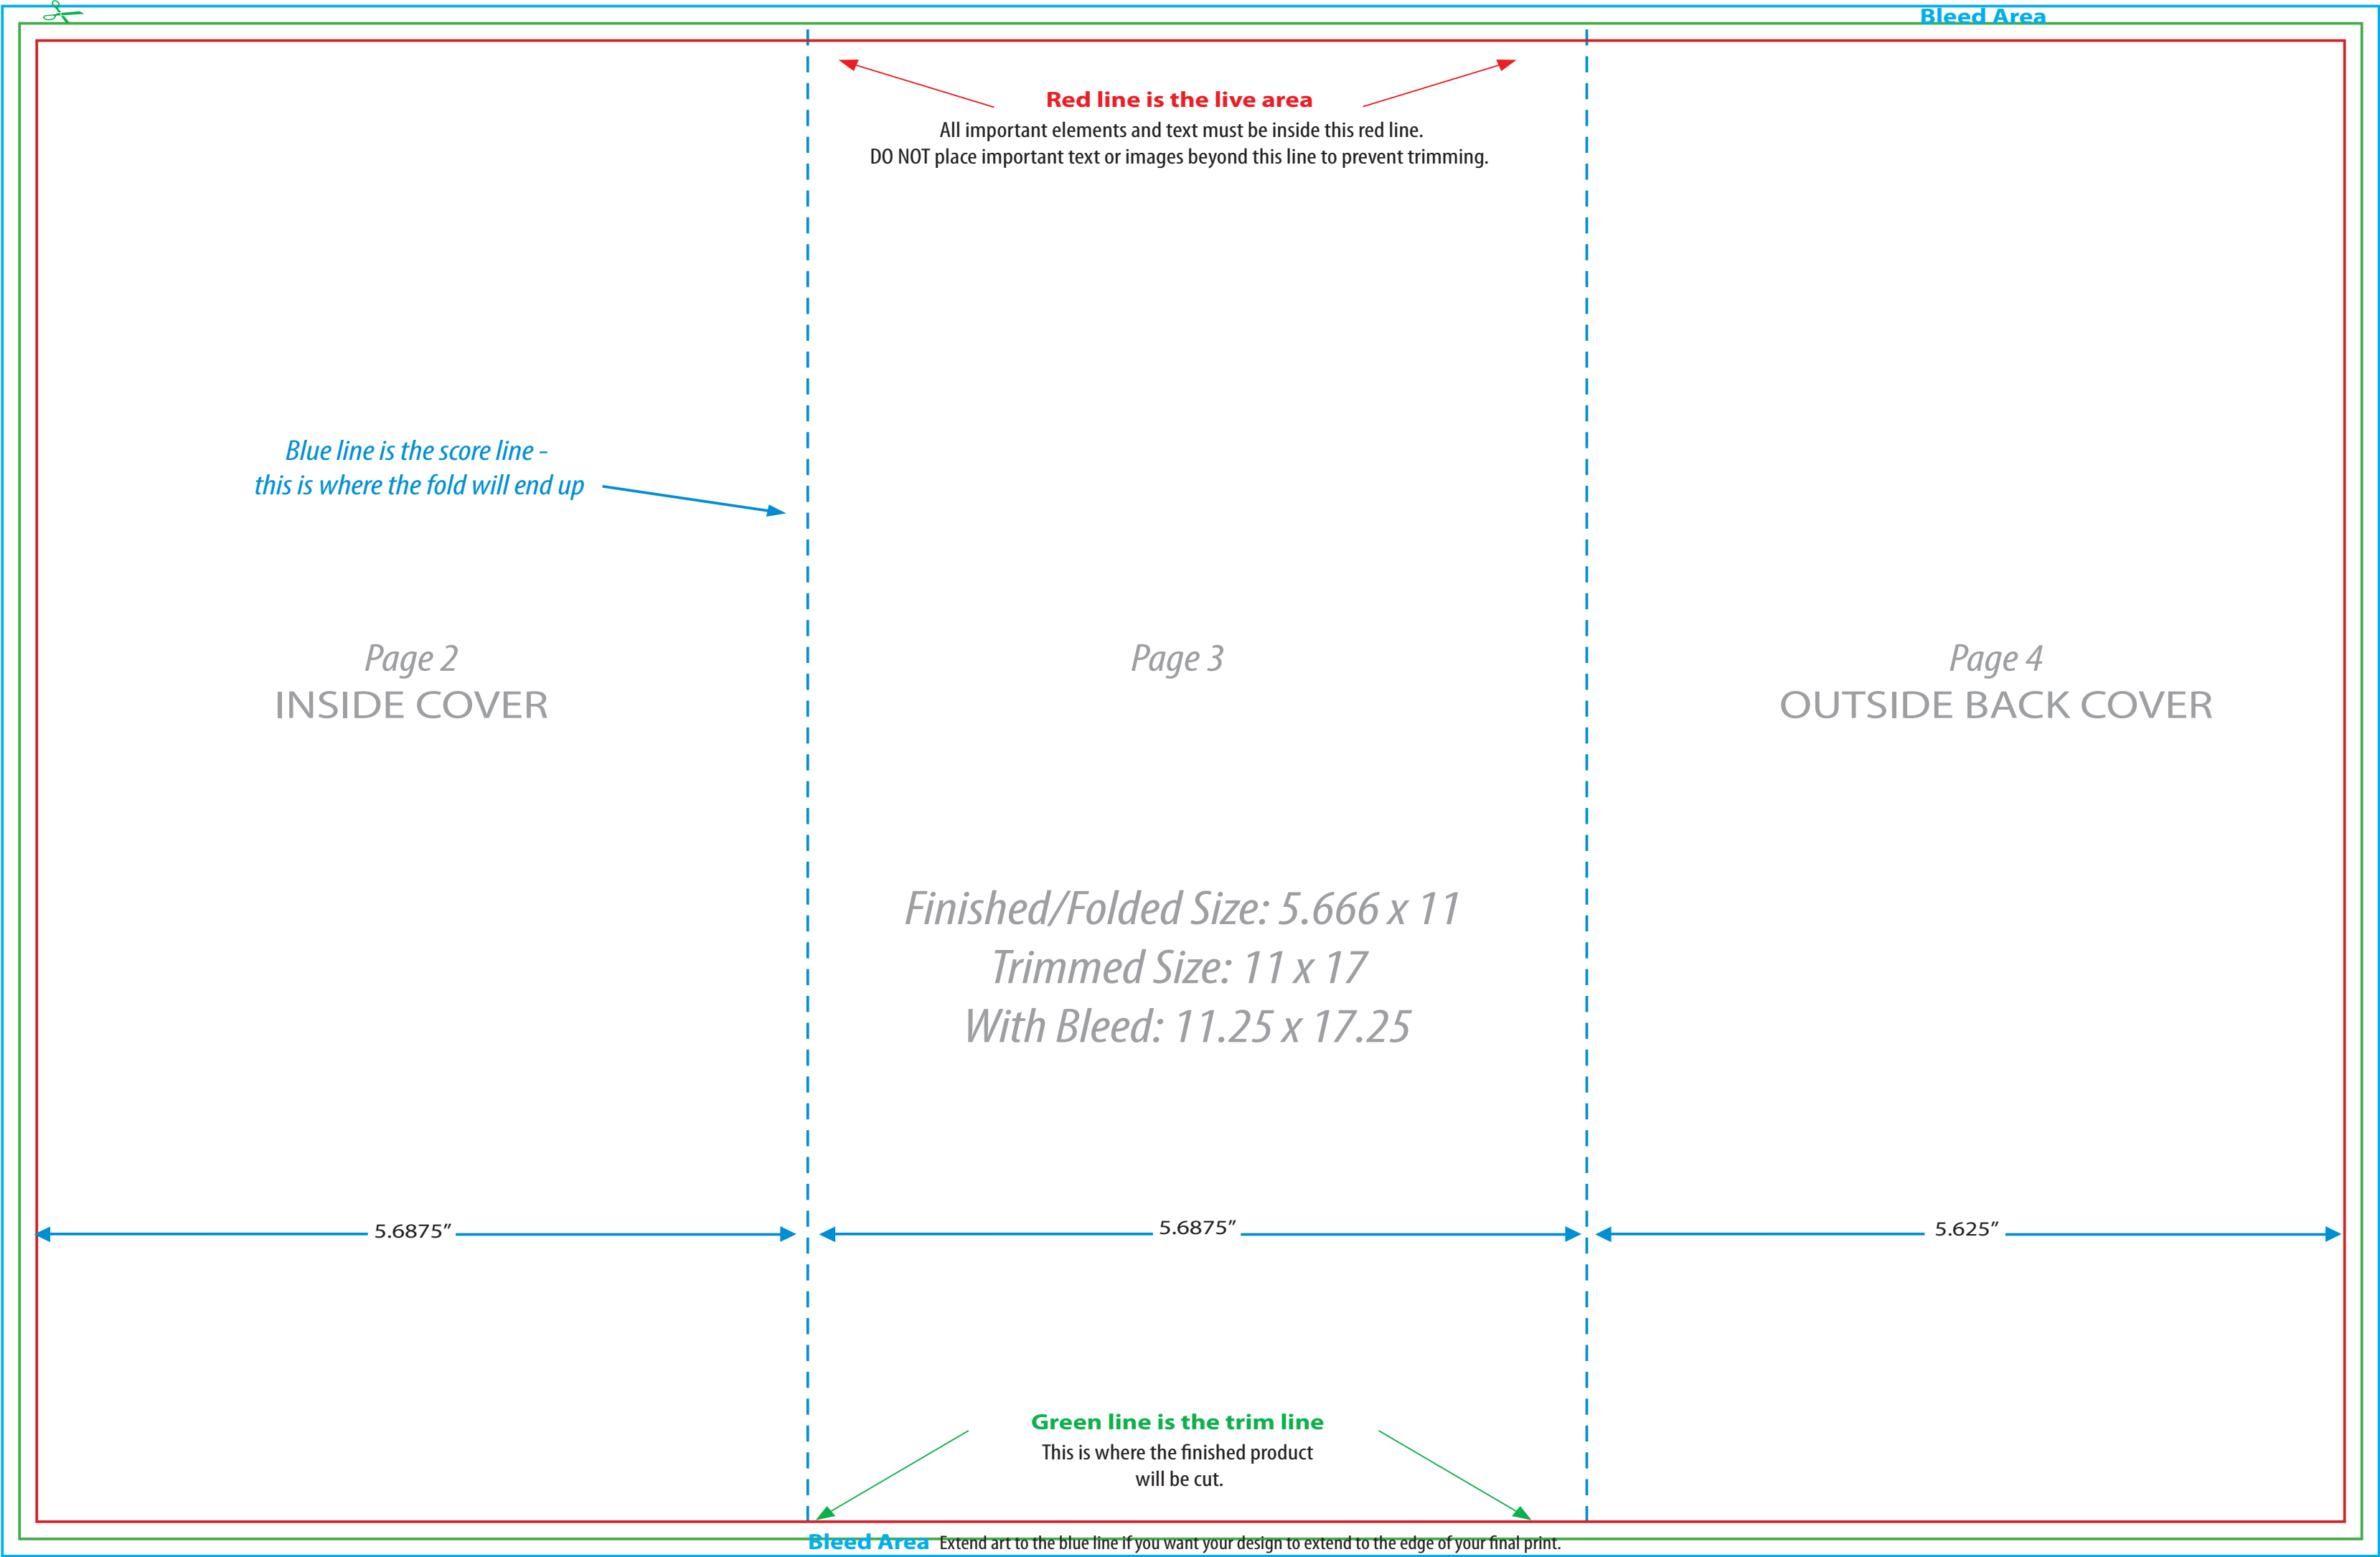 Bleed Area
Red line is the live area
All important elements and text must be inside this red line.
DO NOT place important text or images beyond this line to prevent trimming.
Blue line is the score line -
this is where the fold will end up
Page 2
INSIDE COVER
Page 3
Page 4
OUTSIDE BACK COVER
Finished/Folded Size: 5.666 x 11
Trimmed Size: 11 x 17
With Bleed: 11.25 x 17.25
5.6875”
5.6875”
5.625”
Green line is the trim line
This is where the finished product
will be cut.
Bleed Area Extend art to the blue line if you want your design to extend to the edge of your final print.